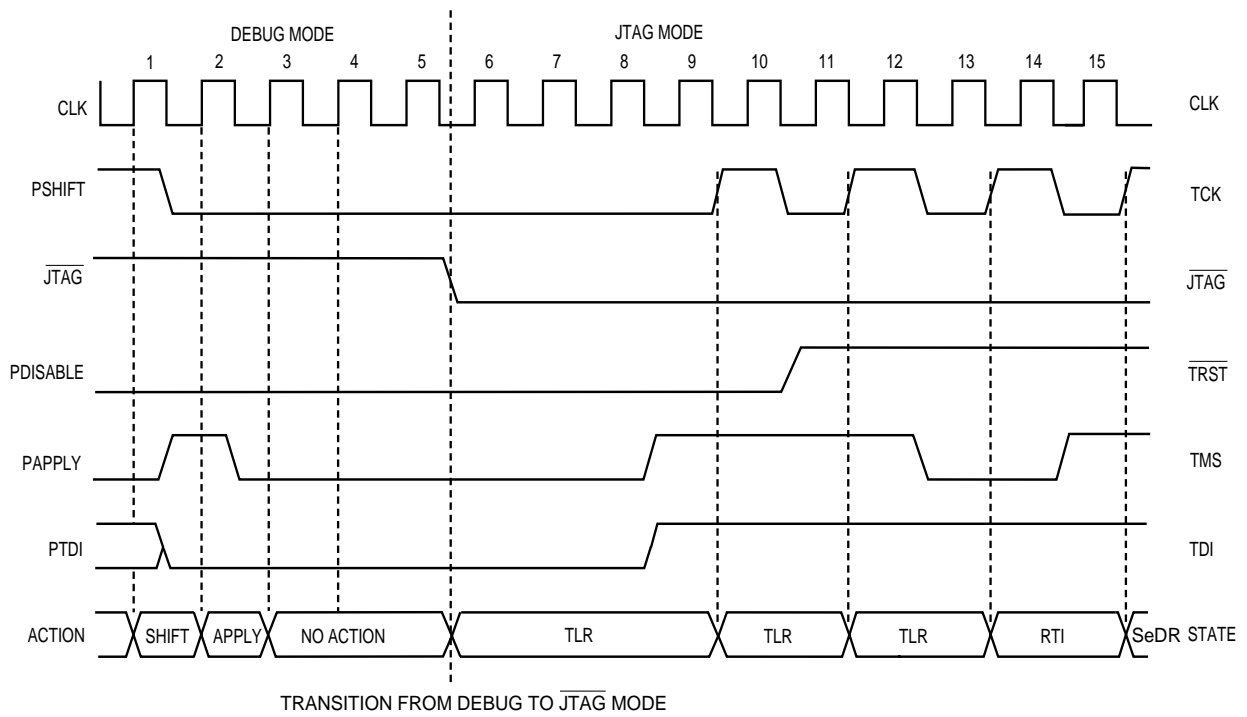 DEBUG MODE JTAG MODE
1 2 3 4 5 6 7 8 9 10 11 12 13 14 15
CLK CLK
PSHIFT TCK
JTAG JTAG
PDISABLE TRST
PAPPLY TMS
PTDI TDI
ACTION SHIFT APPLY NO ACTION TLR TLR TLR RTI SeDR STATE
TRANSITION FROM DEBUG TO JTAG MODE